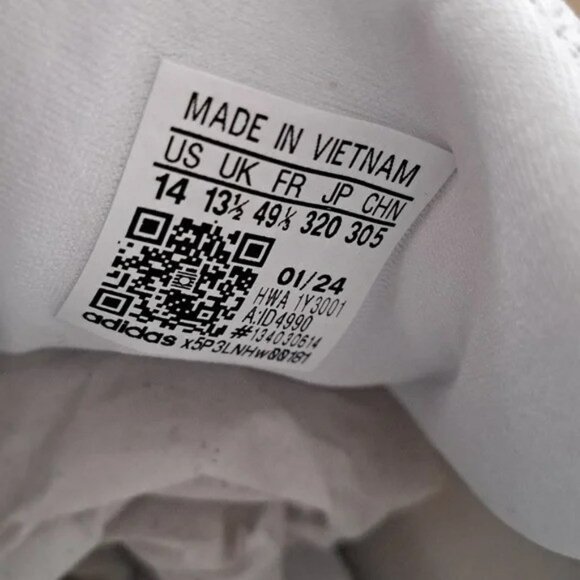 MADE IN VIETNAM
US UK FR JP CHN
14 13½ 49⅓ 320 305
01/24
HWA 1Y3001
A:ID4990
#134030614
adidas x5P3LNHw99181